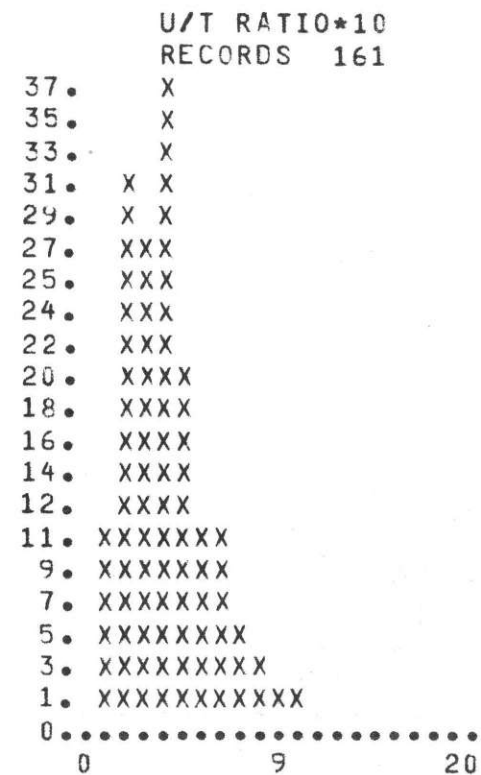 U/T RATIO*10
RECORDS 161
37. X
35. X
33. X
31. X X
29. X X
27. XXX
25. XXX
24. XXX
22. XXX
20. XXXX
18. XXXX
16. XXXX
14. XXXX
12. XXXX
11. XXXXXXX
9. XXXXXXX
7. XXXXXXX
5. XXXXXXXX
3. XXXXXXXXX
1. XXXXXXXXXXX
0.....................
0 9 20